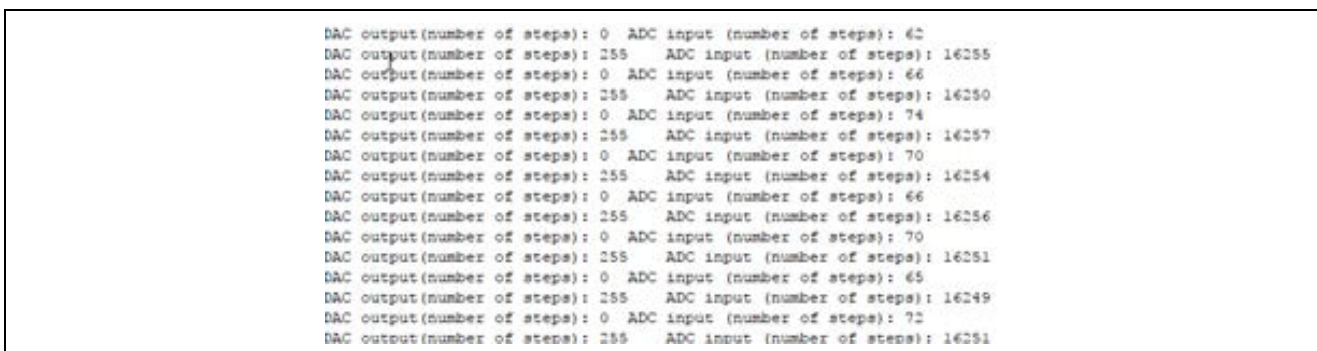 DAC output(number of steps): 0 ADC input (number of steps): 62
DAC output(number of steps): 255 ADC input (number of steps): 16255
DAC output(number of steps): 0 ADC input (number of steps): 66
DAC output(number of steps): 255 ADC input (number of steps): 16250
DAC output(number of steps): 0 ADC input (number of steps): 74
DAC output(number of steps): 255 ADC input (number of steps): 16257
DAC output(number of steps): 0 ADC input (number of steps): 70
DAC output(number of steps): 255 ADC input (number of steps): 16254
DAC output(number of steps): 0 ADC input (number of steps): 66
DAC output(number of steps): 255 ADC input (number of steps): 16256
DAC output(number of steps): 0 ADC input (number of steps): 70
DAC output(number of steps): 255 ADC input (number of steps): 16251
DAC output(number of steps): 0 ADC input (number of steps): 65
DAC output(number of steps): 255 ADC input (number of steps): 16249
DAC output(number of steps): 0 ADC input (number of steps): 72
DAC output(number of steps): 255 ADC input (number of steps): 16251